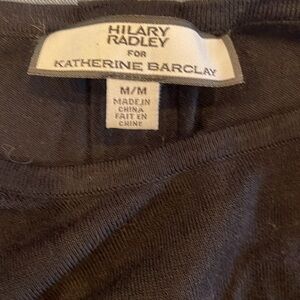 HILARY
RADLEY
FOR
KATHERINE BARCLAY
M/M
MADE IN
CHINA
FAIT EN
CHINE